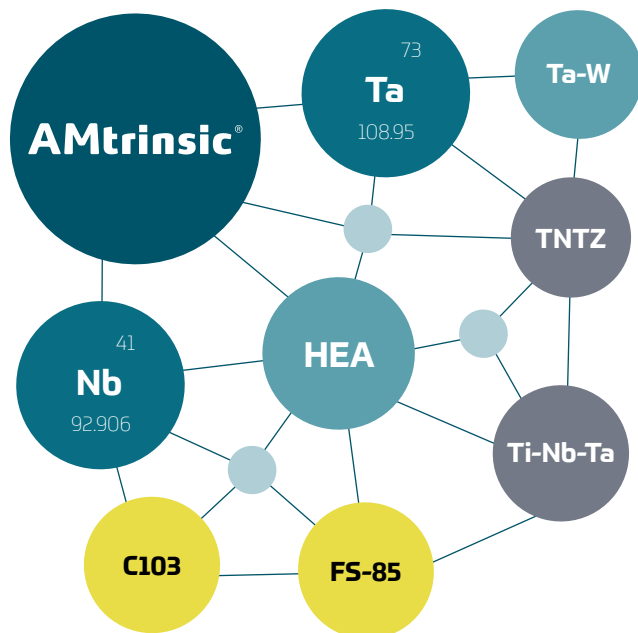 AMtrinsic®
73
Ta
108.95
Ta-W
TNTZ
41
Nb
92.906
HEA
Ti-Nb-Ta
C103
FS-85